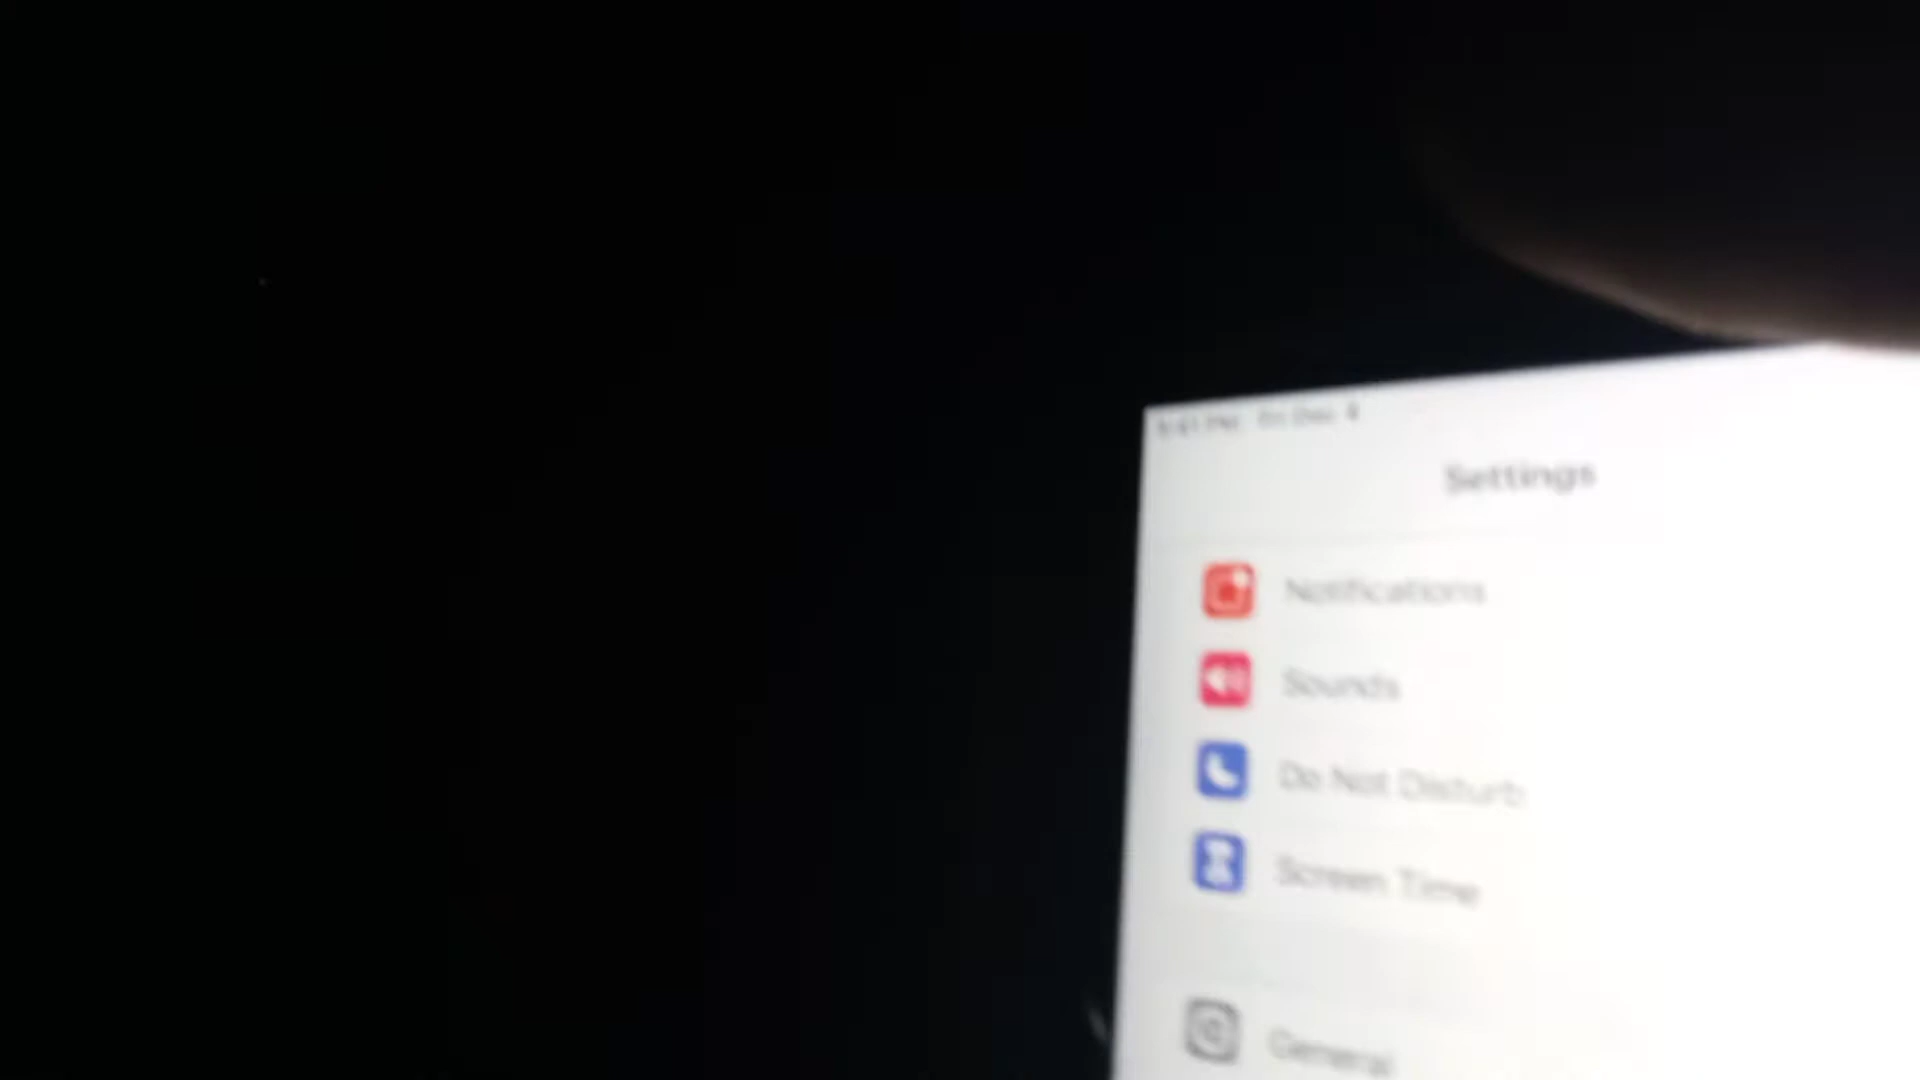 Settings
Notifications
Sounds
Do Not Disturb
Screen Time
General